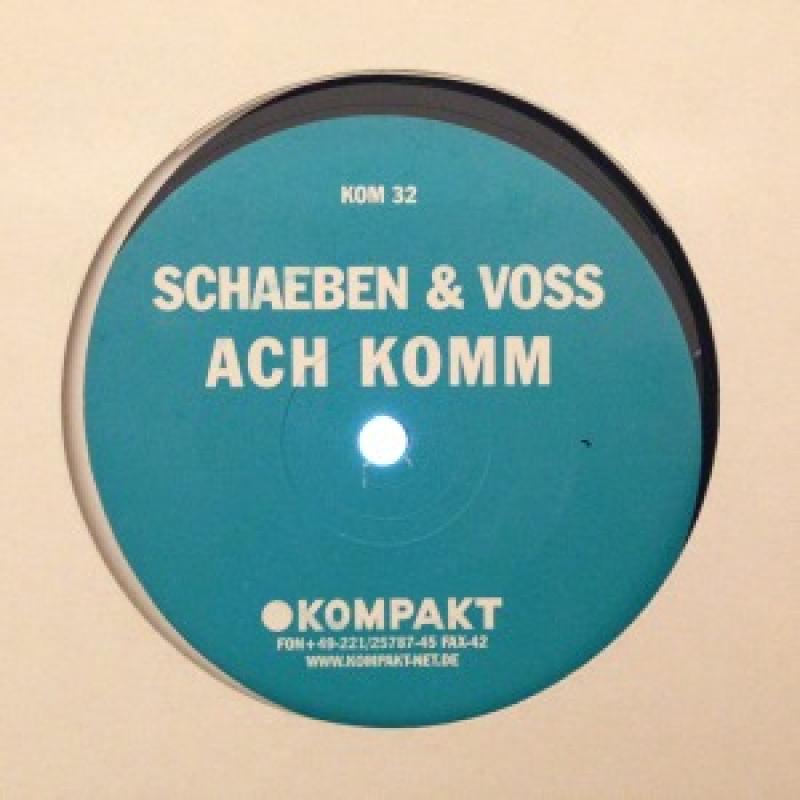 KOM 32
SCHAEBEN & VOSS
ACH KOMM
KOMPAKT
FON+49-221/25787-45 FAX-42
WWW.KOMPAKT-NET.DE